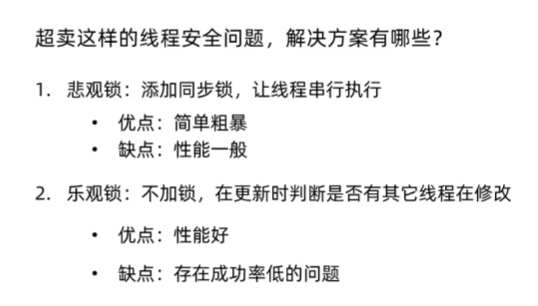 超卖这样的线程安全问题，解决方案有哪些？
1. 悲观锁：添加同步锁，让线程串行执行
• 优点：简单粗暴
• 缺点：性能一般
2. 乐观锁：不加锁，在更新时判断是否有其它线程在修改
• 优点：性能好
• 缺点：存在成功率低的问题